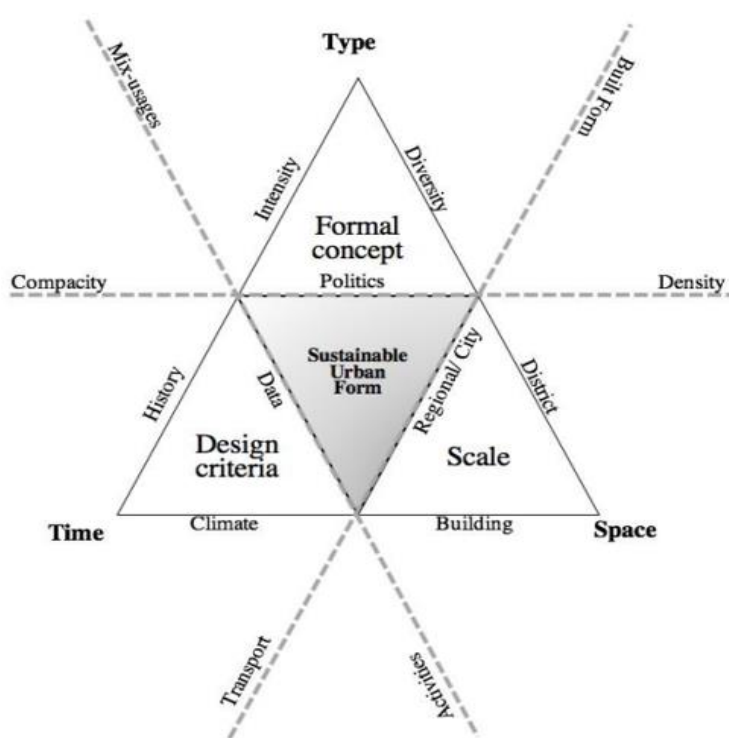 Type
Mix-usages
Built Form
Intensity
Diversity
Formal
concept
Compacity
Politics
Density
Sustainable
Urban
Form
History
Data
Regional/ City
District
Design
criteria
Scale
Time
Climate
Building
Space
Transport
Activities